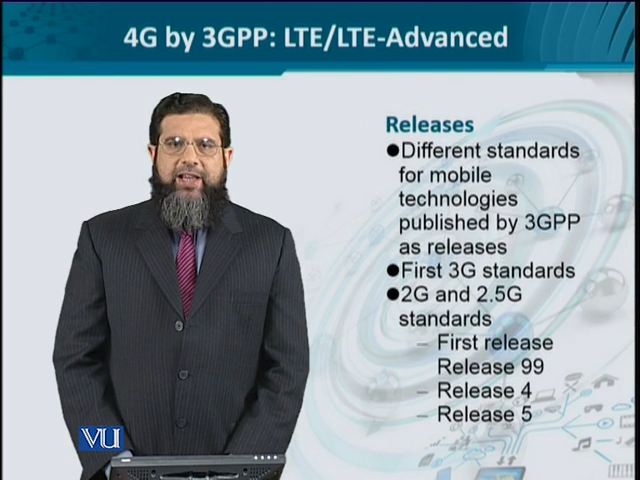 4G by 3GPP: LTE/LTE-Advanced
Releases
●Different standards
for mobile
technologies
published by 3GPP
as releases
●First 3G standards
●2G and 2.5G
standards
– First release
Release 99
– Release 4
– Release 5
VU